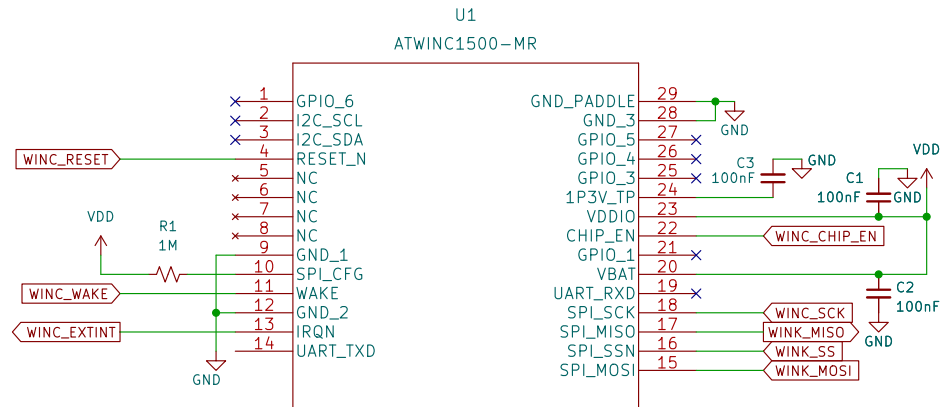 U1
ATWINC1500-MR
1 GPIO_6
2 I2C_SCL
3 I2C_SDA
WINC_RESET 4 RESET_N
5 NC
6 NC
7 NC
8 NC
9 GND_1
VDD
R1
1M
10 SPI_CFG
WINC_WAKE 11 WAKE
12 GND_2
WINC_EXTINT 13 IRQN
14 UART_TXD
GND
GND_PADDLE 29
GND_3 28
GND
GPIO_5 27
GPIO_4 26
GPIO_3 25
1P3V_TP 24
C3
100nF
GND
VDDIO 23
C1
100nF
GND
VDD
CHIP_EN 22 WINC_CHIP_EN
GPIO_1 21
VBAT 20
C2
100nF
GND
UART_RXD 19
SPI_SCK 18 WINC_SCK
SPI_MISO 17 WINK_MISO
SPI_SSN 16 WINK_SS
SPI_MOSI 15 WINK_MOSI